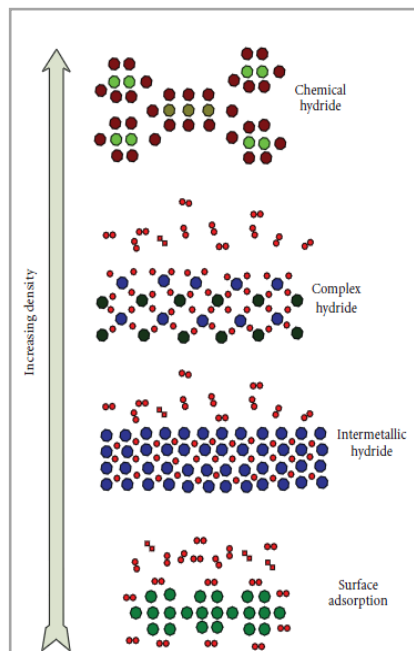 Chemical
hydride
Complex
hydride
Increasing density
Intermetallic
hydride
Surface
adsorption